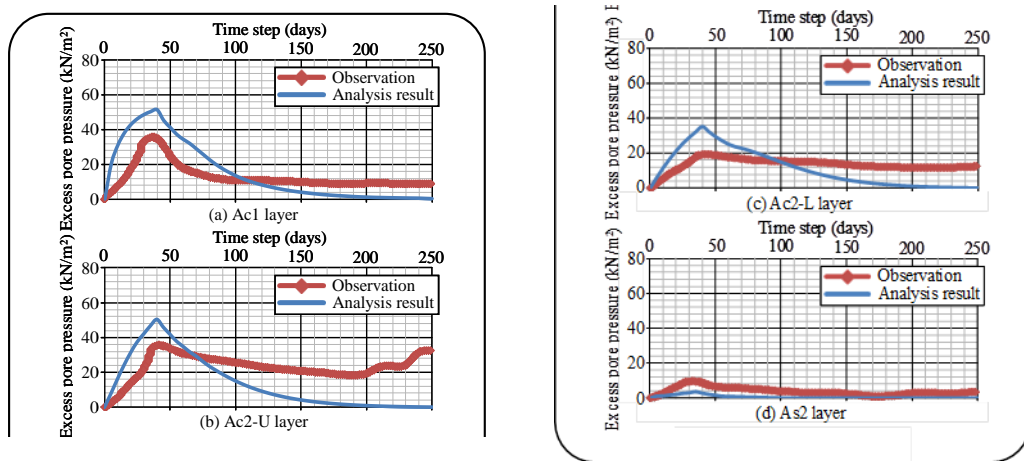 Time step (days)
0 50 100 150 200 250
Excess pore pressure (kN/m²)
80
60
40
20
0
Observation
Analysis result
(a) Ac1 layer
Time step (days)
0 50 100 150 200 250
Excess pore pressure (kN/m²)
80
60
40
20
0
Observation
Analysis result
(b) Ac2-U layer
Time step (days)
0 50 100 150 200 250
Excess pore pressure (kN/m²)
80
60
40
20
0
Observation
Analysis result
(c) Ac2-L layer
Time step (days)
0 50 100 150 200 250
Excess pore pressure (kN/m²)
80
60
40
20
0
Observation
Analysis result
(d) As2 layer